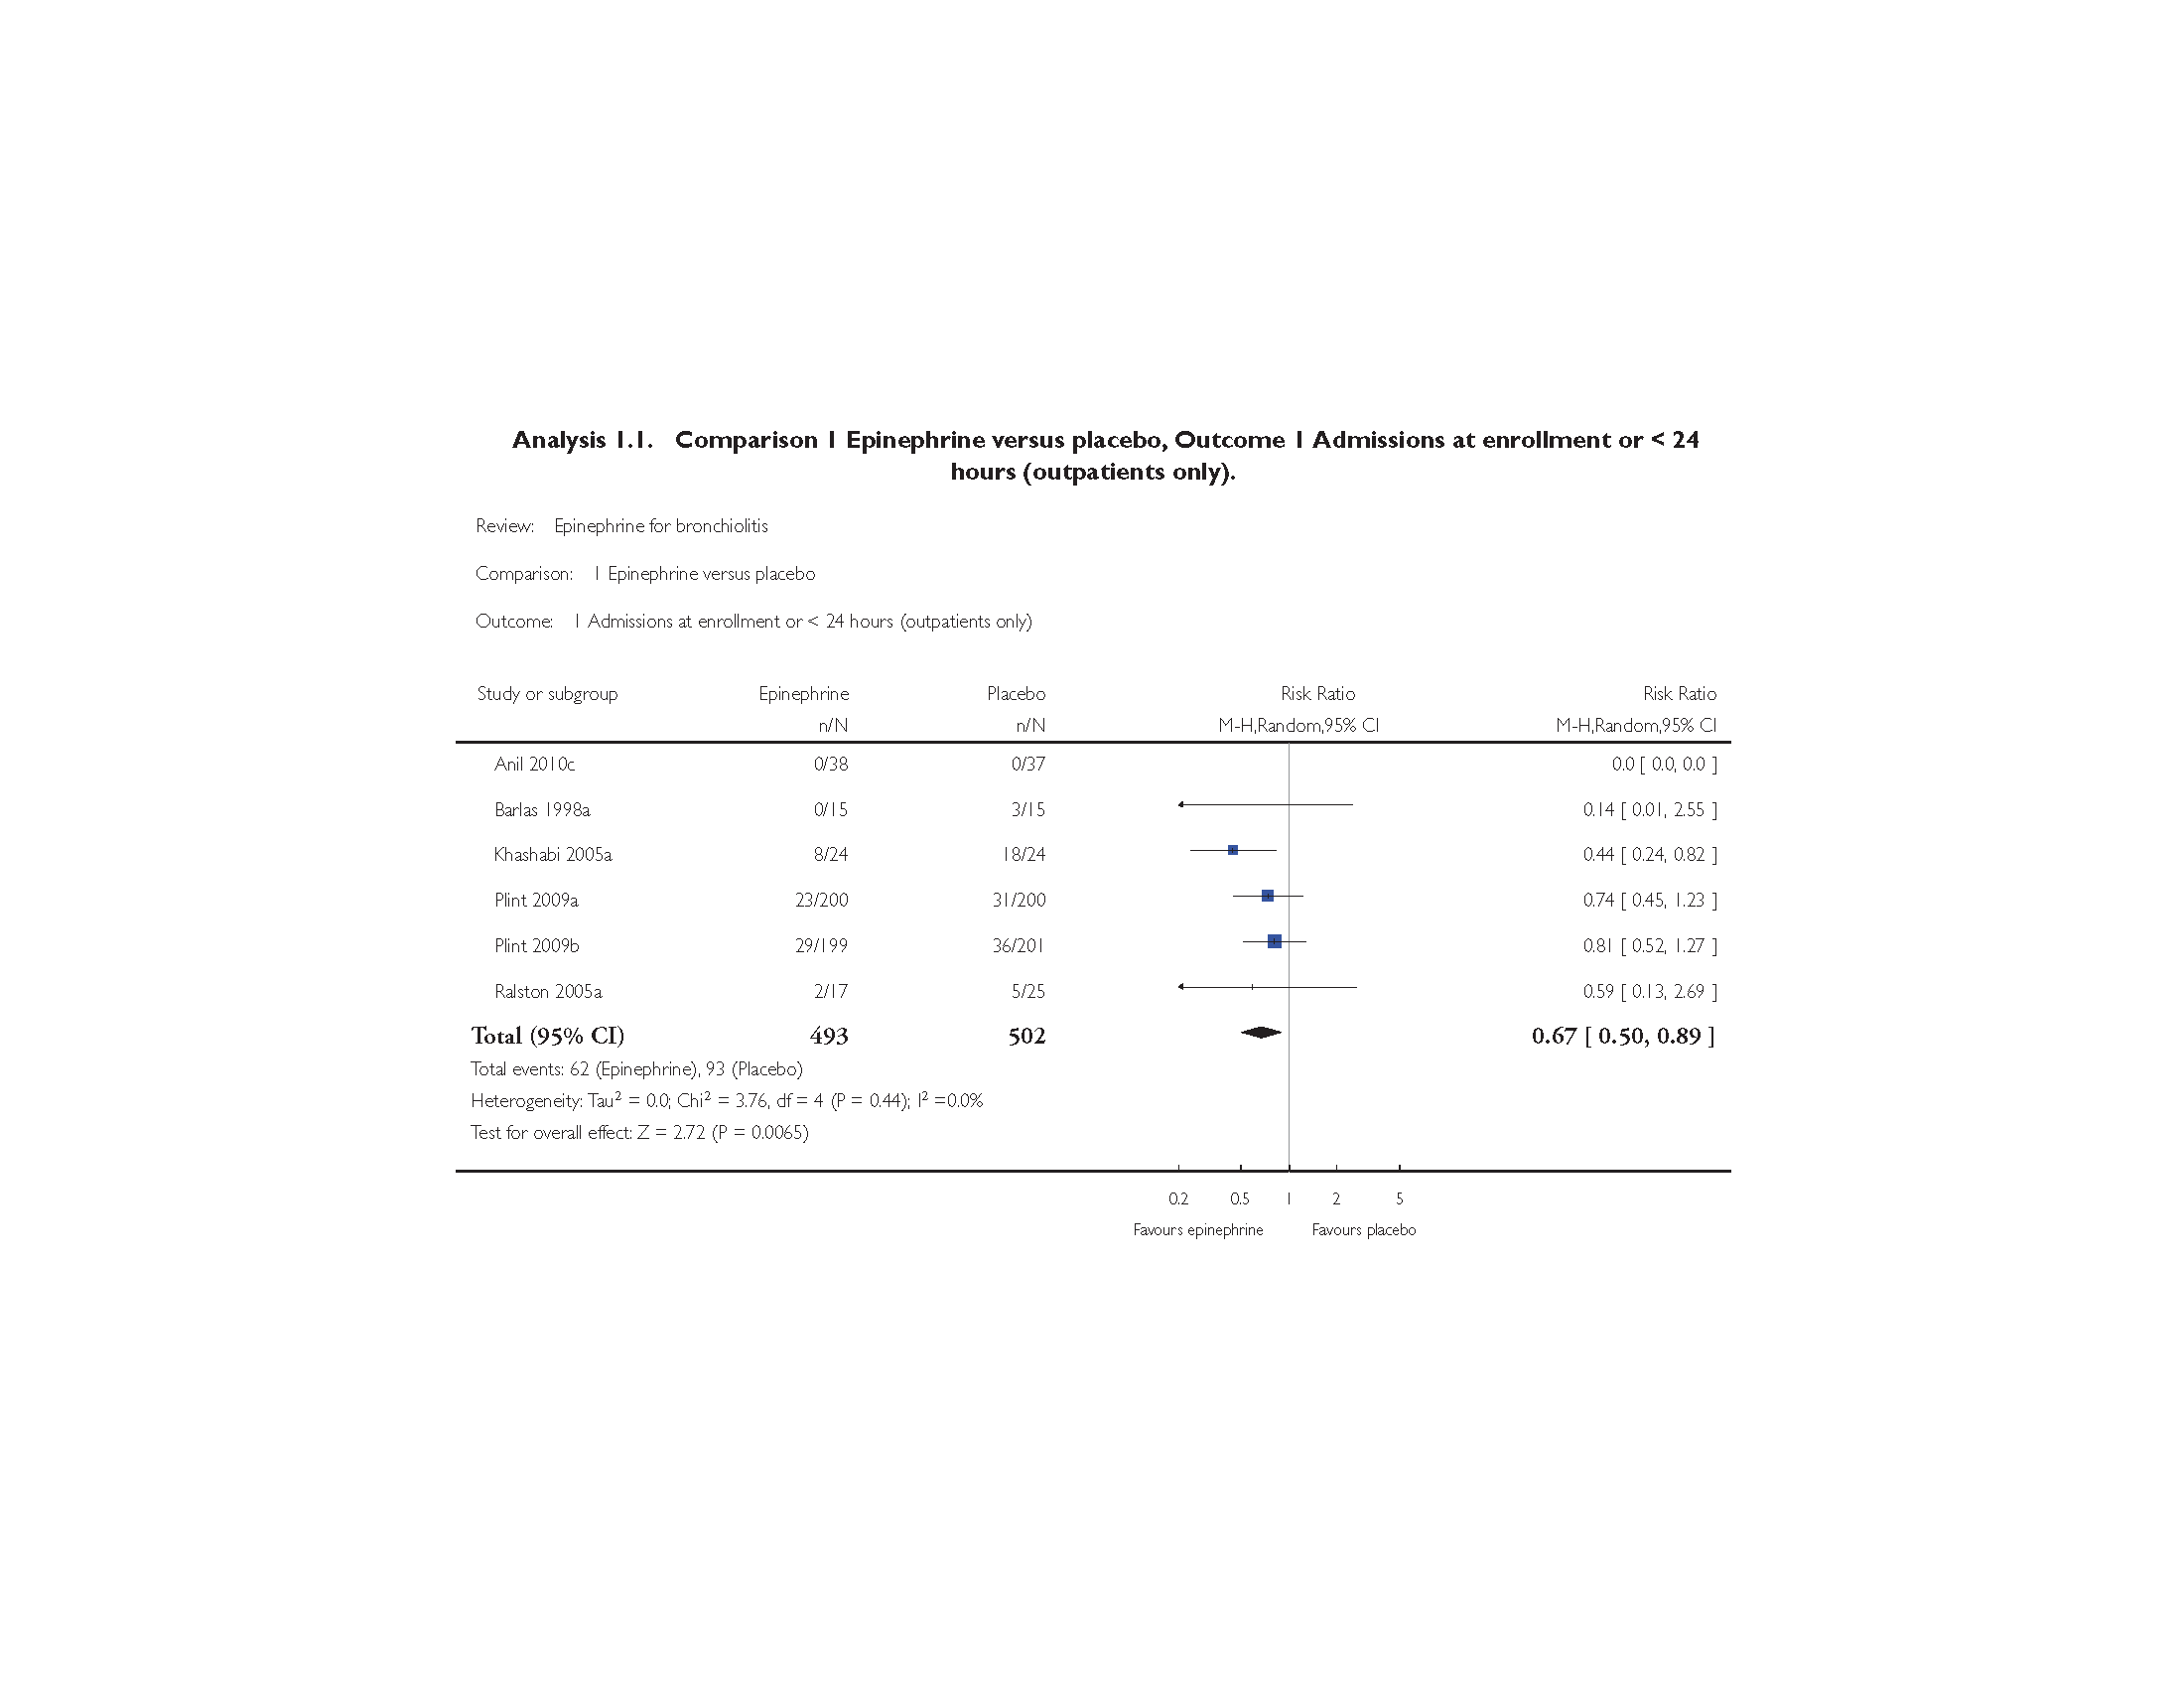 Analysis 1.1. Comparison 1 Epinephrine versus placebo, Outcome 1 Admissions at enrollment or < 24
hours (outpatients only).
Review: Epinephrine for bronchiolitis
Comparison: 1 Epinephrine versus placebo
Outcome: 1 Admissions at enrollment or < 24 hours (outpatients only)
Study or subgroup Epinephrine Placebo Risk Ratio Risk Ratio
n/N n/N M-H,Random,95% CI M-H,Random,95% CI
Anil 2010c 0/38 0/37 0.0 [ 0.0, 0.0 ]
Barlas 1998a 0/15 3/15 0.14 [ 0.01, 2.55 ]
Khashabi 2005a 8/24 18/24 0.44 [ 0.24, 0.82 ]
Plint 2009a 23/200 31/200 0.74 [ 0.45, 1.23 ]
Plint 2009b 29/199 36/201 0.81 [ 0.52, 1.27 ]
Ralston 2005a 2/17 5/25 0.59 [ 0.13, 2.69 ]
Total (95% CI) 493 502 0.67 [ 0.50, 0.89 ]
Total events: 62 (Epinephrine), 93 (Placebo)
Heterogeneity: Tau² = 0.0; Chi² = 3.76, df = 4 (P = 0.44); I² =0.0%
Test for overall effect: Z = 2.72 (P = 0.0065)
0.2 0.5 1 2 5
Favours epinephrine Favours placebo